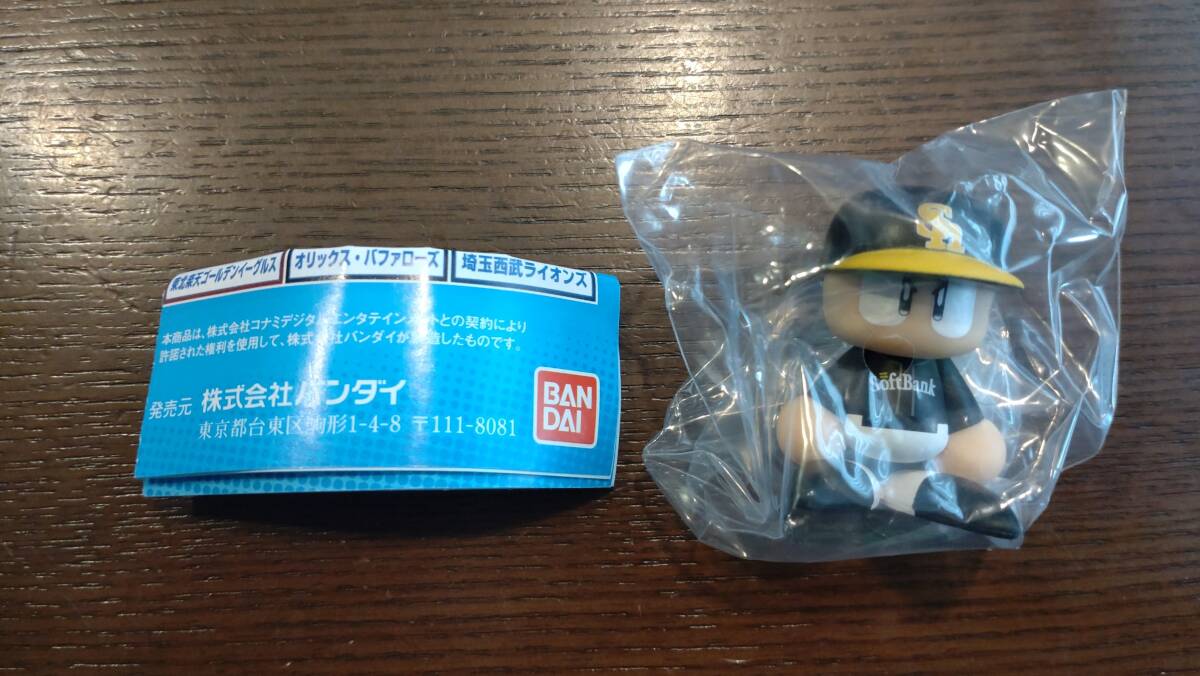 東北楽天ゴールデンイーグルス
オリックス・バファローズ
埼玉西武ライオンズ
本商品は、株式会社コナミデジタルエンタテインメントとの契約により
許諾された権利を使用して、株式会社バンダイが製造したものです。
発売元 株式会社バンダイ
東京都台東区駒形1-4-8 〒111-8081
BAN
DAI
SH
SoftBank